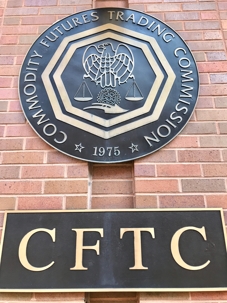 COMMODITY FUTURES TRADING COMMISSION
1975
CFTC